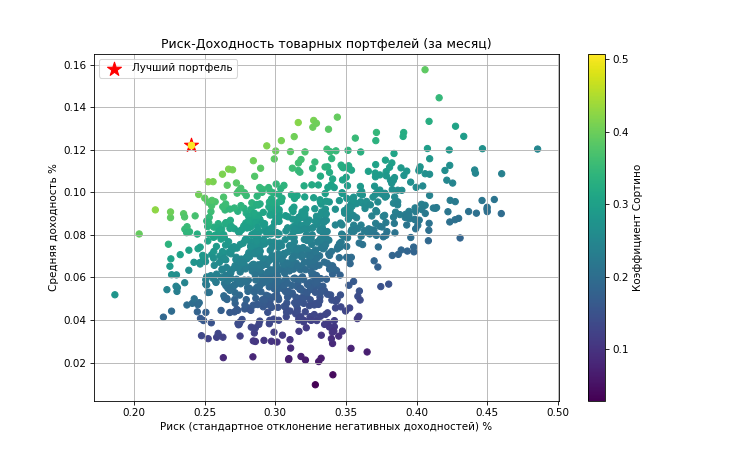 Риск-Доходность товарных портфелей (за месяц)
Лучший портфель
Средняя доходность %
0.16
0.14
0.12
0.10
0.08
0.06
0.04
0.02
0.20 0.25 0.30 0.35 0.40 0.45 0.50
Риск (стандартное отклонение негативных доходностей) %
0.5
0.4
0.3
0.2
0.1
Коэффициент Сортино